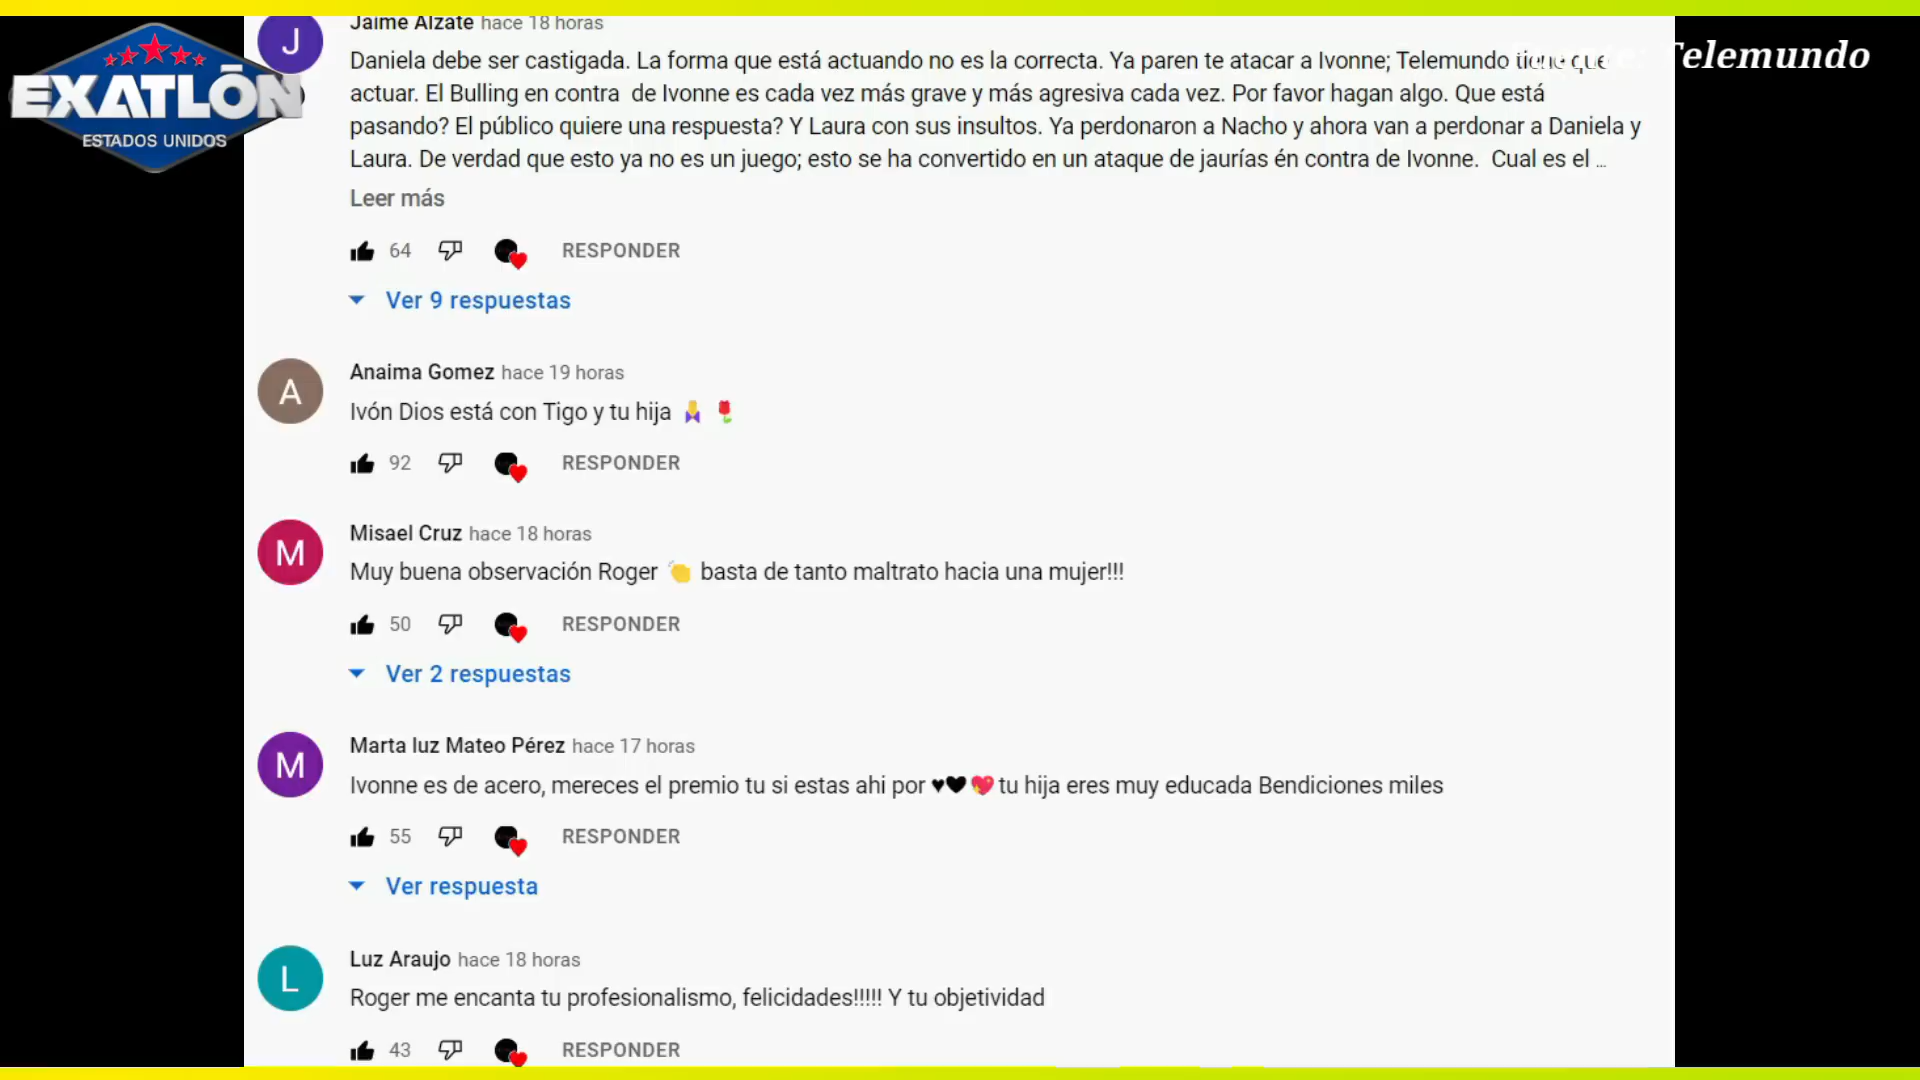 Jaime Alzate hace 18 horas
J
EXATLÓN
ESTADOS UNIDOS
Telemundo
Daniela debe ser castigada. La forma que está actuando no es la correcta. Ya paren te atacar a Ivonne; Telemundo tiene que
actuar. El Bulling en contra  de Ivonne es cada vez más grave y más agresiva cada vez. Por favor hagan algo. Que está
pasando? El público quiere una respuesta? Y Laura con sus insultos. Ya perdonaron a Nacho y ahora van a perdonar a Daniela y
Laura. De verdad que esto ya no es un juego; esto se ha convertido en un ataque de jaurías én contra de Ivonne.  Cual es el ...
Leer más
64 RESPONDER
Ver 9 respuestas
A
Anaima Gomez hace 19 horas
Ivón Dios está con Tigo y tu hija 🧎 🌹
92 RESPONDER
M
Misael Cruz hace 18 horas
Muy buena observación Roger 👏 basta de tanto maltrato hacia una mujer!!!
50 RESPONDER
Ver 2 respuestas
M
Marta luz Mateo Pérez hace 17 horas
Ivonne es de acero, mereces el premio tu si estas ahi por ♥🖤💖 tu hija eres muy educada Bendiciones miles
55 RESPONDER
Ver respuesta
L
Luz Araujo hace 18 horas
Roger me encanta tu profesionalismo, felicidades!!!!! Y tu objetividad
43 RESPONDER